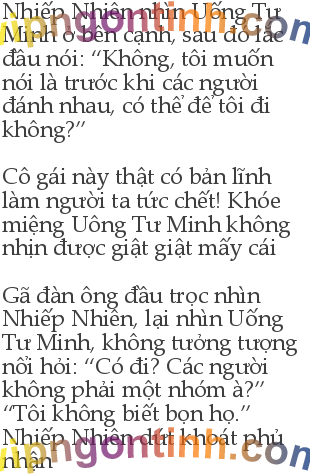 Nhiếp Nhiên nhìn Uông Tư
Minh ở bên cạnh, sau đó lắc
đầu nói: “Không, tôi muốn
nói là trước khi các người
đánh nhau, có thể để tôi đi
không?”
Cô gái này thật có bản lĩnh
làm người ta tức chết! Khóe
miệng Uông Tư Minh không
nhịn được giật giật mấy cái
Gã đàn ông đầu trọc nhìn
Nhiếp Nhiên, lại nhìn Uống
Tư Minh, không tưởng tượng
nổi hỏi: “Có đi? Các người
không phải một nhóm à?”
“Tôi không biết bọn họ.”
Nhiếp Nhiên dứt khoát phủ
nhận
vipngontinh.com
vipngontinh.com